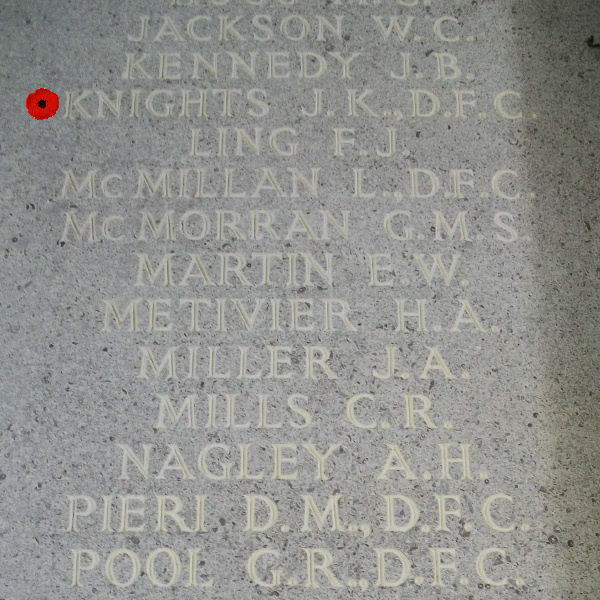 JACKSON W.C.
KENNEDY J.B.
KNIGHTS J.K.,D.F.C.
LING F.J.
McMILLAN L.,D.F.C.
McMORRAN G.M.S.
MARTIN E.W.
METIVIER H.A.
MILLER J.A.
MILLS C.R.
NAGLEY A.H.
PIERI D.M.,D.F.C.
POOL G.R.,D.F.C.